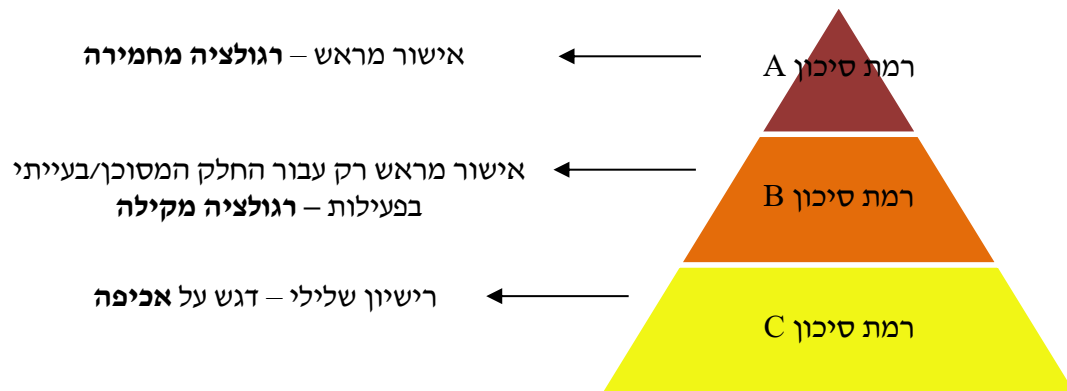 רמת סיכון A
אישור מראש – רגולציה מחמירה
רמת סיכון B
אישור מראש רק עבור החלק המסוכן/בעייתי
בפעילות – רגולציה מקילה
רמת סיכון C
רישיון שלילי – דגש על אכיפה